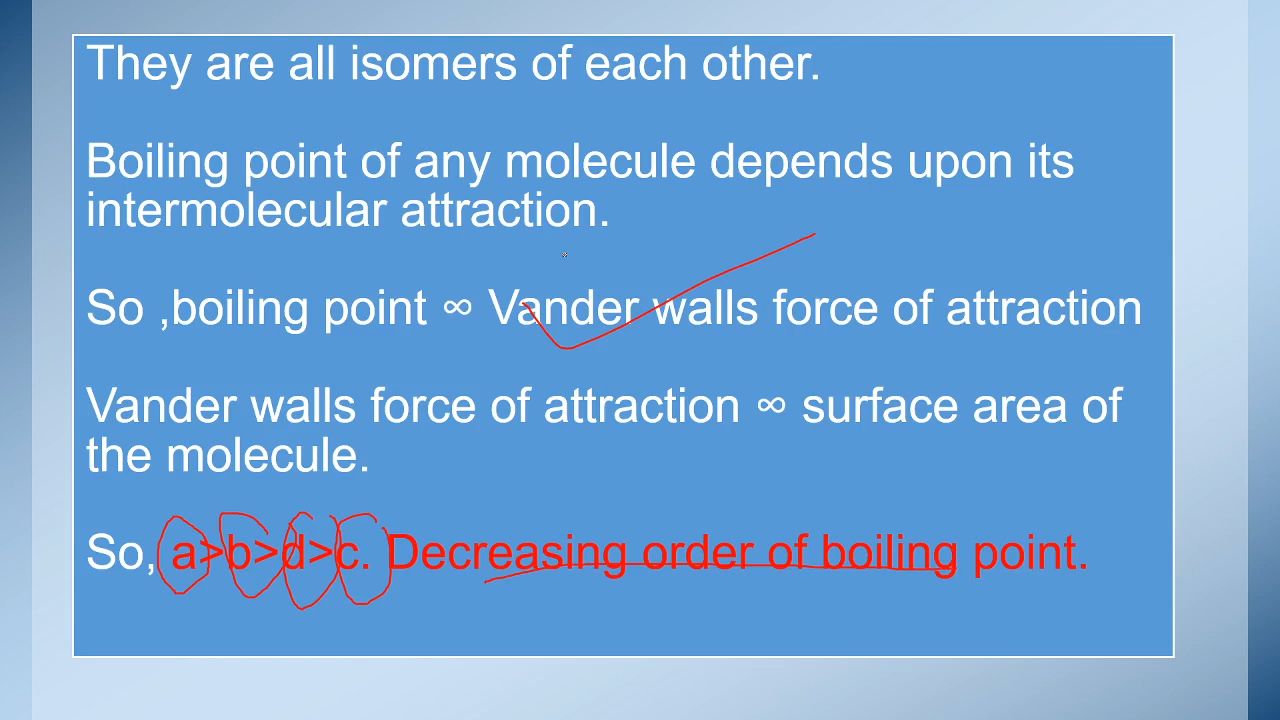 They are all isomers of each other.
Boiling point of any molecule depends upon its
intermolecular attraction.
So ,boiling point ∞ Vander walls force of attraction
Vander walls force of attraction ∞ surface area of
the molecule.
So, a>b>d>c. Decreasing order of boiling point.